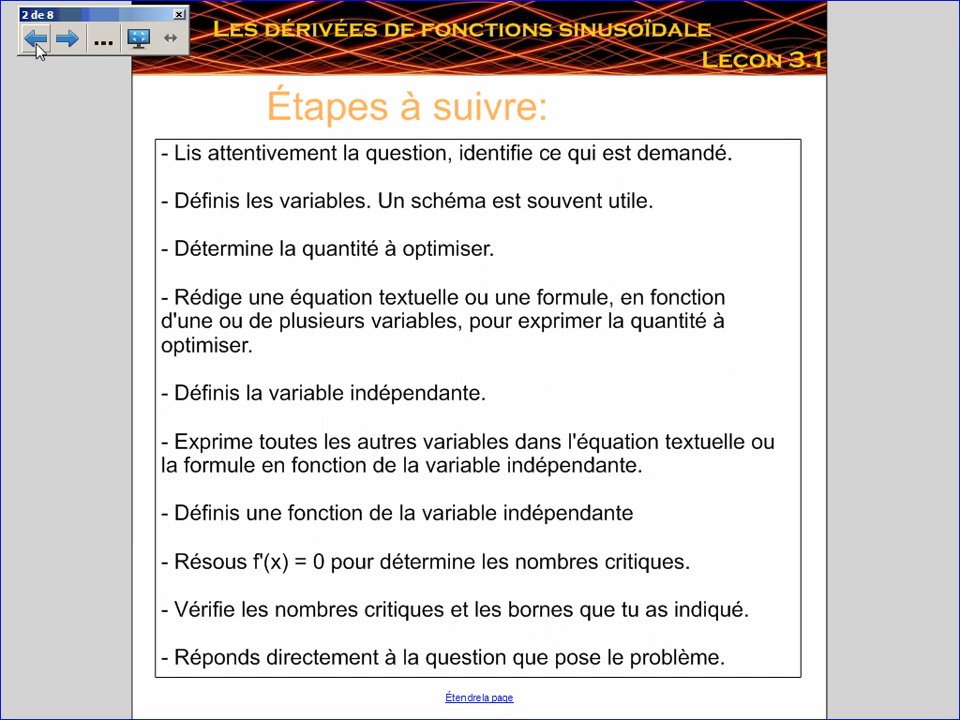 2 de 8
LES DÉRIVÉES DE FONCTIONS SINUSOÏDALE
LEÇON 3.1
Étapes à suivre:
- Lis attentivement la question, identifie ce qui est demandé.
- Définis les variables. Un schéma est souvent utile.
- Détermine la quantité à optimiser.
- Rédige une équation textuelle ou une formule, en fonction
d'une ou de plusieurs variables, pour exprimer la quantité à
optimiser.
- Définis la variable indépendante.
- Exprime toutes les autres variables dans l'équation textuelle ou
la formule en fonction de la variable indépendante.
- Définis une fonction de la variable indépendante
- Résous f'(x) = 0 pour détermine les nombres critiques.
- Vérifie les nombres critiques et les bornes que tu as indiqué.
- Réponds directement à la question que pose le problème.
Étendre la page